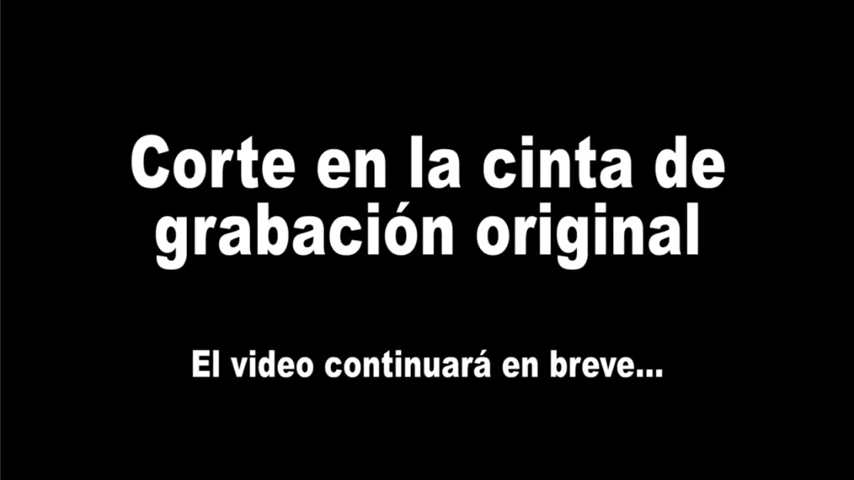 Corte en la cinta de
grabación original
El video continuará en breve...